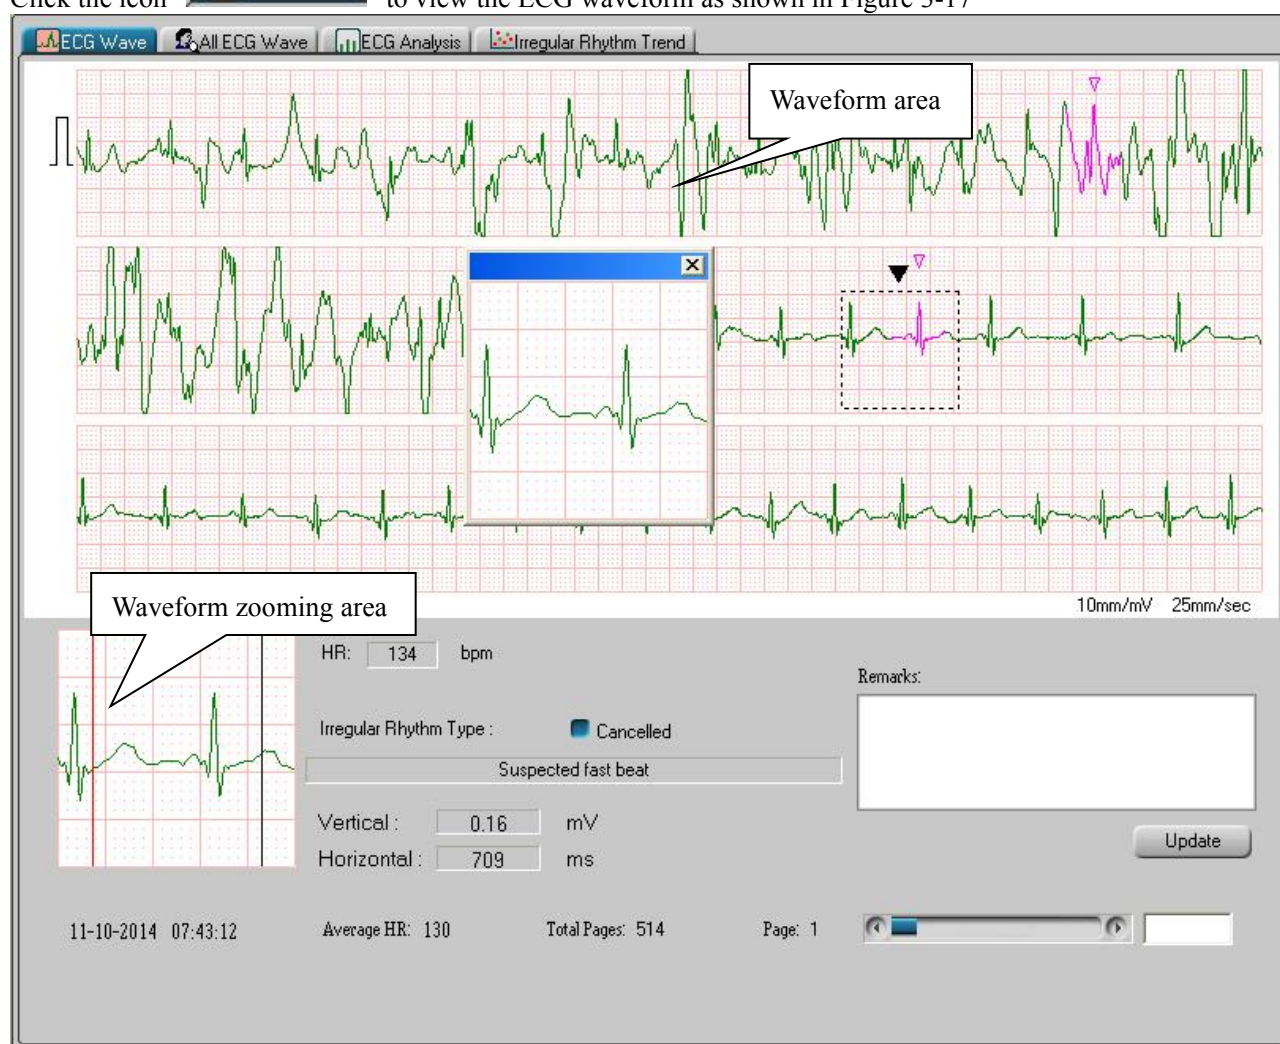 Click the icon to view the ECG waveform as shown in Figure 3-17
ECG Wave All ECG Wave ECG Analysis Irregular Rhythm Trend
Waveform area
Waveform zooming area
10mm/mV 25mm/sec
HR: 134 bpm
Remarks:
Irregular Rhythm Type : Cancelled
Suspected fast beat
Vertical : 0.16 mV
Horizontal : 709 ms
Update
11-10-2014 07:43:12 Average HR: 130 Total Pages: 514 Page: 1